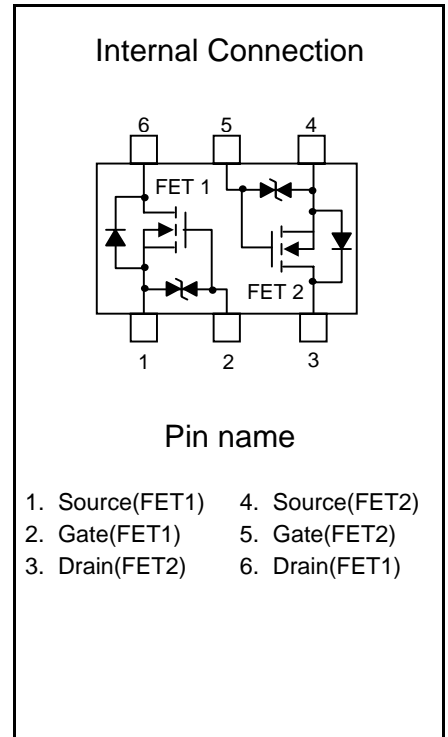 Internal Connection
6 5 4
FET 1
FET 2
1 2 3
Pin name
1. Source(FET1) 4. Source(FET2)
2. Gate(FET1) 5. Gate(FET2)
3. Drain(FET2) 6. Drain(FET1)